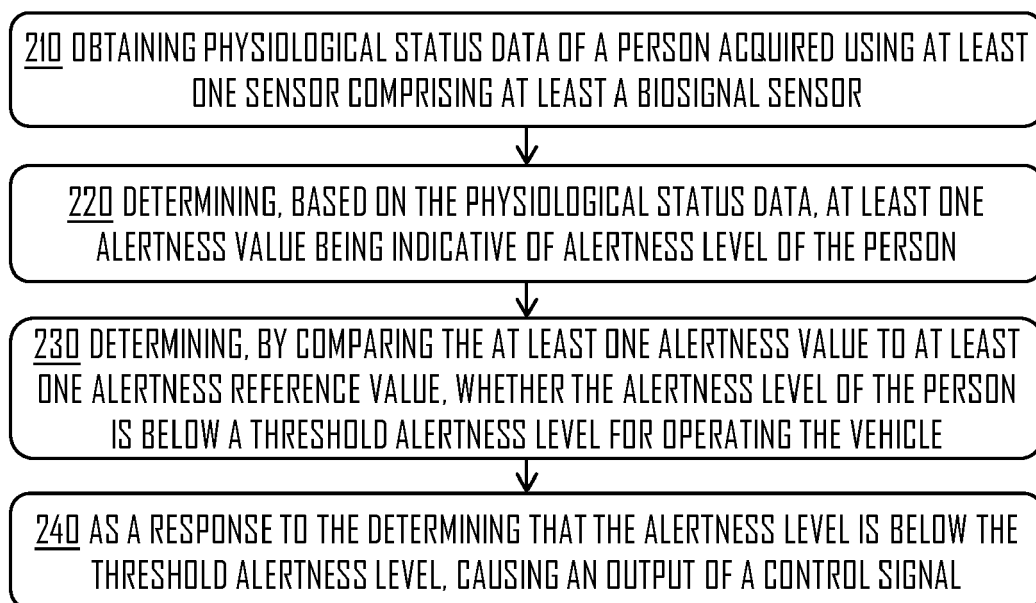 210 OBTAINING PHYSIOLOGICAL STATUS DATA OF A PERSON ACQUIRED USING AT LEAST
ONE SENSOR COMPRISING AT LEAST A BIOSIGNAL SENSOR
220 DETERMINING, BASED ON THE PHYSIOLOGICAL STATUS DATA, AT LEAST ONE
ALERTNESS VALUE BEING INDICATIVE OF ALERTNESS LEVEL OF THE PERSON
230 DETERMINING, BY COMPARING THE AT LEAST ONE ALERTNESS VALUE TO AT LEAST
ONE ALERTNESS REFERENCE VALUE, WHETHER THE ALERTNESS LEVEL OF THE PERSON
IS BELOW A THRESHOLD ALERTNESS LEVEL FOR OPERATING THE VEHICLE
240 AS A RESPONSE TO THE DETERMINING THAT THE ALERTNESS LEVEL IS BELOW THE
THRESHOLD ALERTNESS LEVEL, CAUSING AN OUTPUT OF A CONTROL SIGNAL